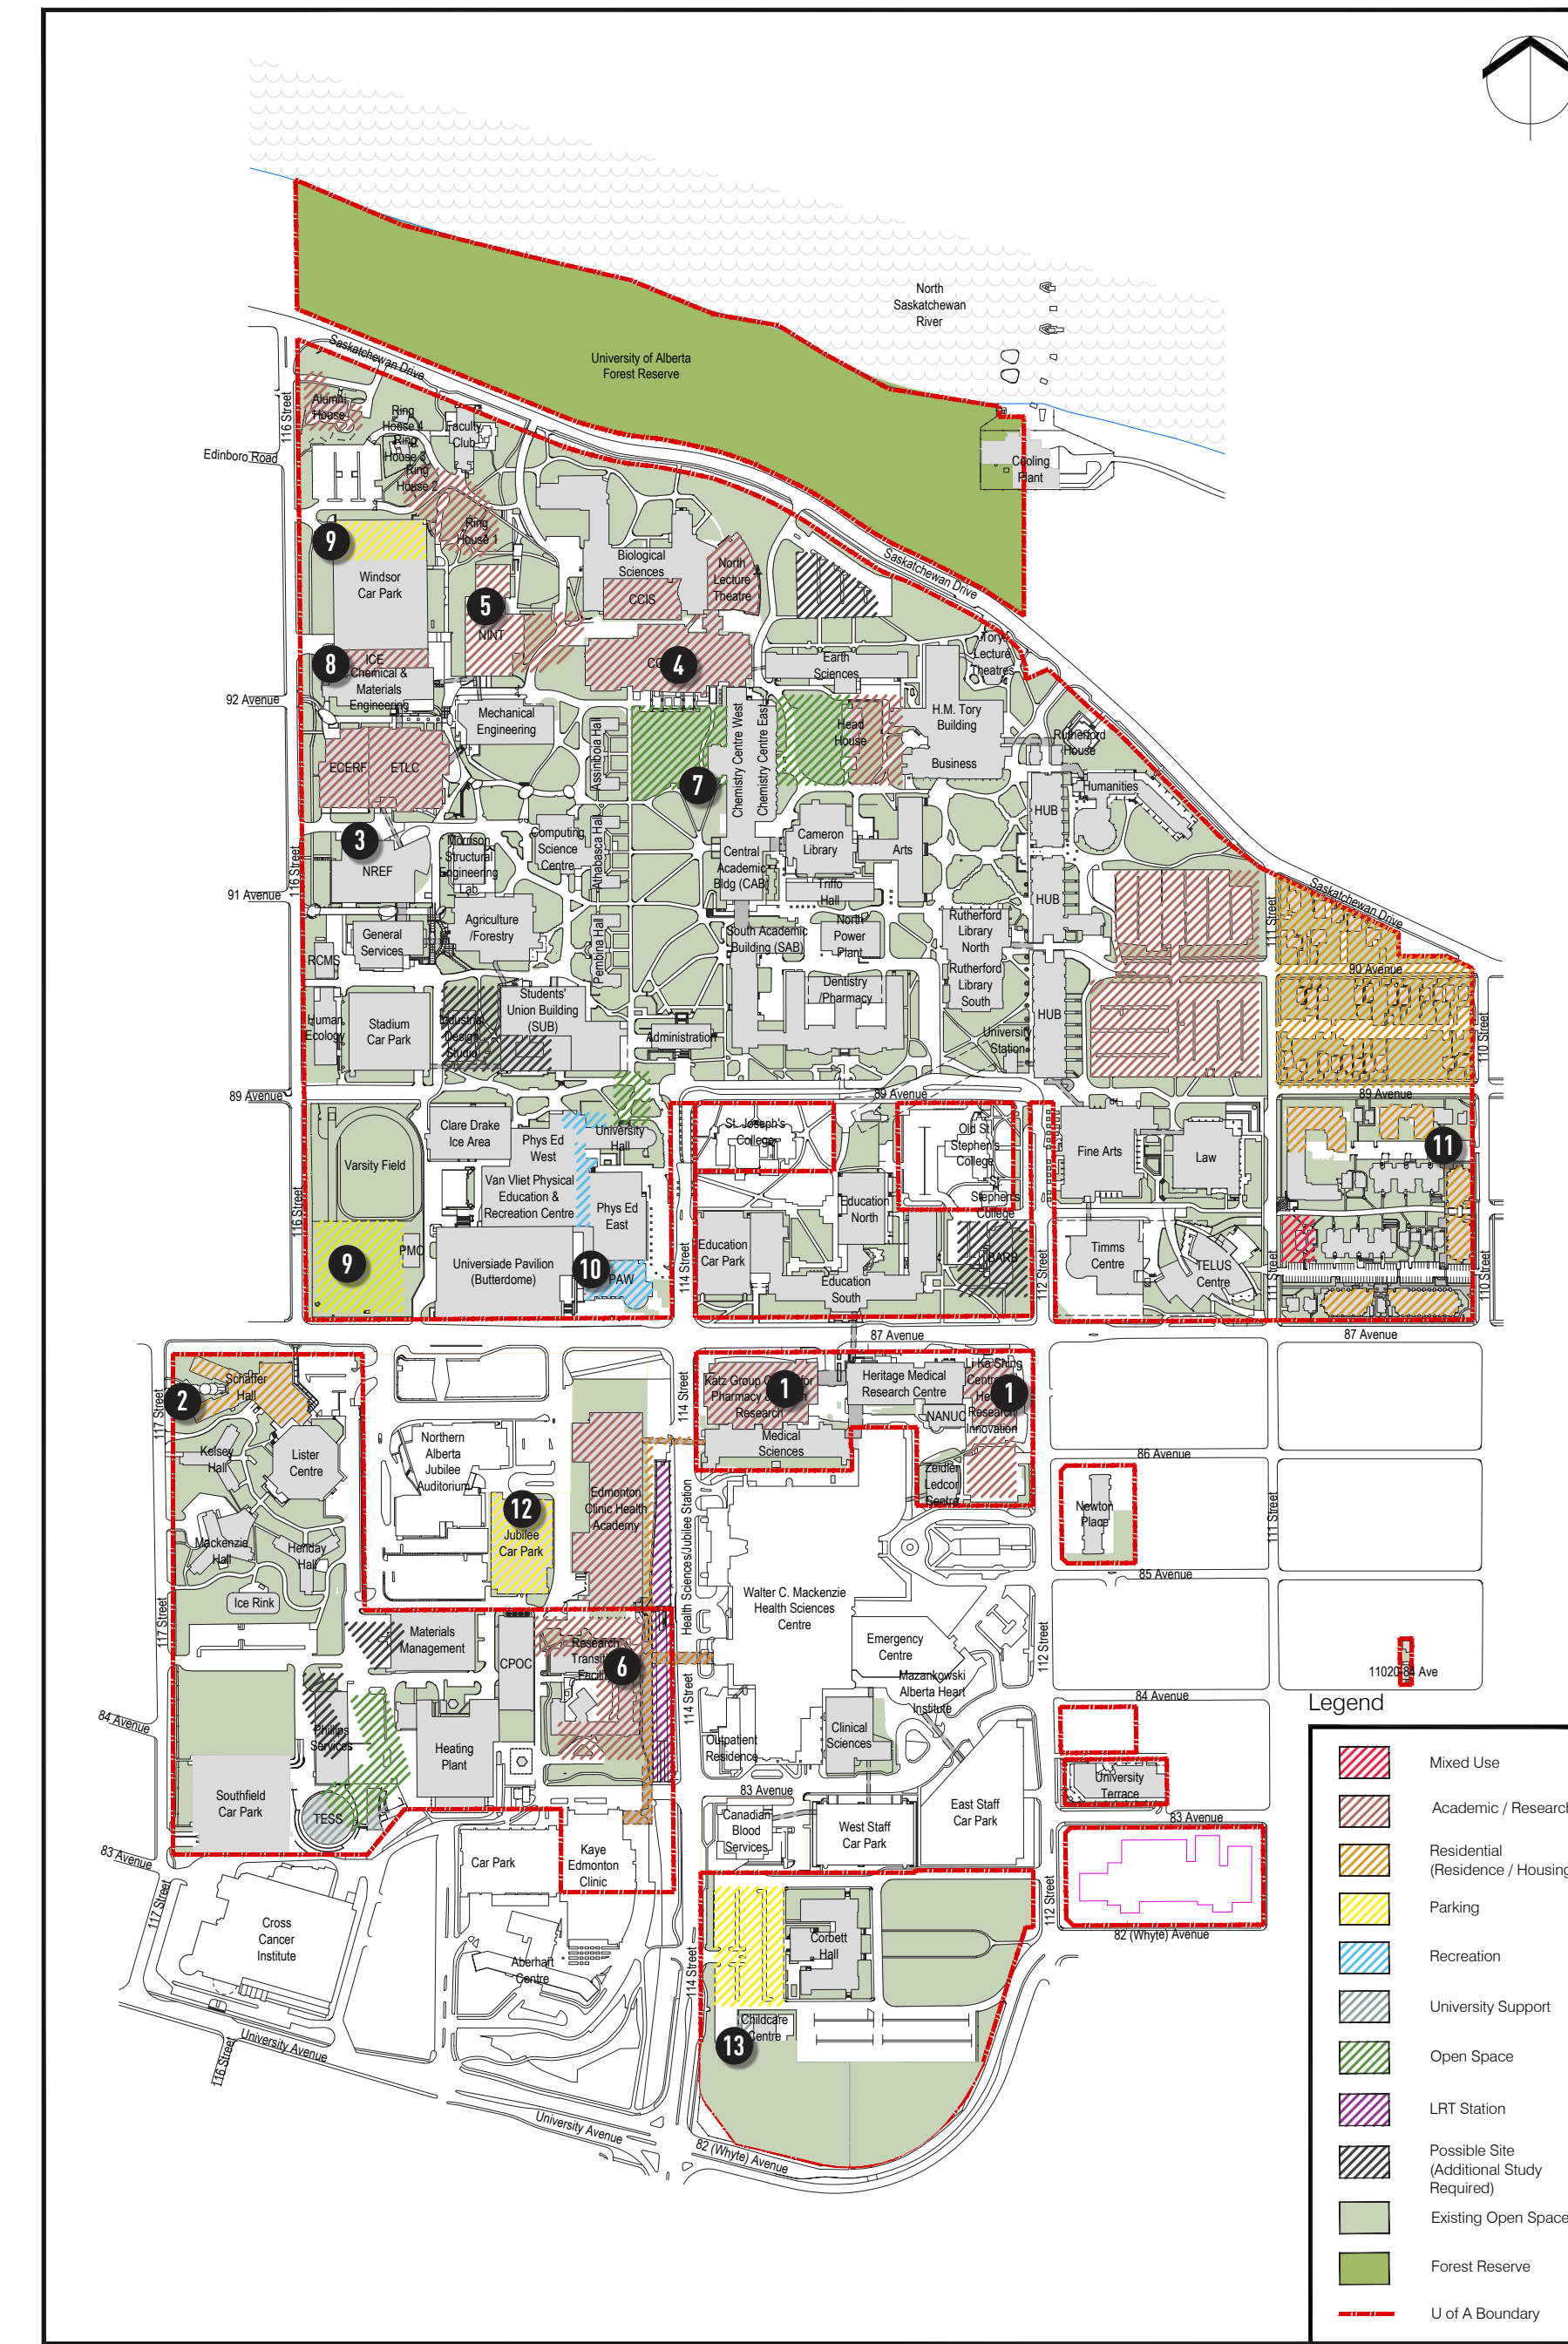 North
Saskatchewan
River
University of Alberta
Forest Reserve
Saskatchewan Drive
116 Street
Alumni
House
Ring
House 4
Ring
House 3
Ring
House 2
Faculty
Club
Edinboro Road
Cooling
Plant
Ring
House 1
9
Windsor
Car Park
Biological
Sciences
CCIS
North
Lecture
Theatre
Saskatchewan Drive
5
NINT
8
ICE
Chemical &
Materials
Engineering
4
Earth
Sciences
Tory
Lecture
Theatres
92 Avenue
Mechanical
Engineering
Assiniboia Hall
Chemistry Centre West
Chemistry Centre East
Head
House
H.M. Tory
Building
Business
Rutherford
House
ECERF
ETLC
7
Humanities
HUB
3
NREF
Morrison
Structural
Engineering
Lab
Computing
Science
Centre
Athabasca Hall
Central
Academic
Bldg (CAB)
Cameron
Library
Arts
Triffo
Hall
HUB
116 Street
91 Avenue
General
Services
RCMS
Agriculture
/Forestry
Pembina Hall
South Academic
Building (SAB)
North
Power
Plant
Rutherford
Library
North
Rutherford
Library
South
111 Street
Saskatchewan Drive
90 Avenue
Human
Ecology
Stadium
Car Park
Industrial
Design
Studio
Students'
Union Building
(SUB)
Administration
Dentistry
/Pharmacy
University
Station
HUB
110 Street
89 Avenue
89 Avenue
89 Avenue
Varsity Field
Clare Drake
Ice Area
Phys Ed
West
University
Hall
St. Joseph's
College
Old St
Stephen's
College
Fine Arts
Law
11
Van Vliet Physical
Education &
Recreation Centre
Phys Ed
East
Education
North
St.
Stephen's
College
116 Street
9
PMO
Universiade Pavilion
(Butterdome)
10
PAW
114 Street
Education
Car Park
Education
South
BARB
112 Street
Timms
Centre
TELUS
Centre
111 Street
110 Street
87 Avenue
87 Avenue
2
Schaffer
Hall
117 Street
Kelsey
Hall
Lister
Centre
Northern
Alberta
Jubilee
Auditorium
114 Street
Pharmacy
Research
1
Heritage Medical
Research Centre
Li Ka Shing
Research
Innovation
1
NANUC
Medical
Sciences
86 Avenue
Zeidler
Ledcor
Centre
Mackenzie
Hall
Henday
Hall
Ice Rink
12
Jubilee
Car Park
Edmonton
Clinic Health
Academy
Health Sciences/Jubilee Station
Newton
Place
111 Street
85 Avenue
117 Street
Materials
Management
CPOC
Research
6
Walter C. Mackenzie
Health Sciences
Centre
Emergency
Centre
Mazankowski
Alberta Heart
Institute
112 Street
11020-84 Ave
84 Avenue
84 Avenue
Phillips
Services
Heating
Plant
114 Street
Outpatient
Residence
Clinical
Sciences
University
Terrace
83 Avenue
Southfield
Car Park
TESS
83 Avenue
Canadian
Blood
Services
West Staff
Car Park
East Staff
Car Park
83 Avenue
Car Park
Kaye
Edmonton
Clinic
117 Street
Cross
Cancer
Institute
Aberhart
Centre
114 Street
Corbett
Hall
112 Street
82 (Whyte) Avenue
Childcare
Centre
13
University Avenue
116 Street
University Avenue
82 (Whyte) Avenue
Legend
Mixed Use
Academic / Research
Residential
(Residence / Housing
Parking
Recreation
University Support
Open Space
LRT Station
Possible Site
(Additional Study
Required)
Existing Open Space
Forest Reserve
U of A Boundary